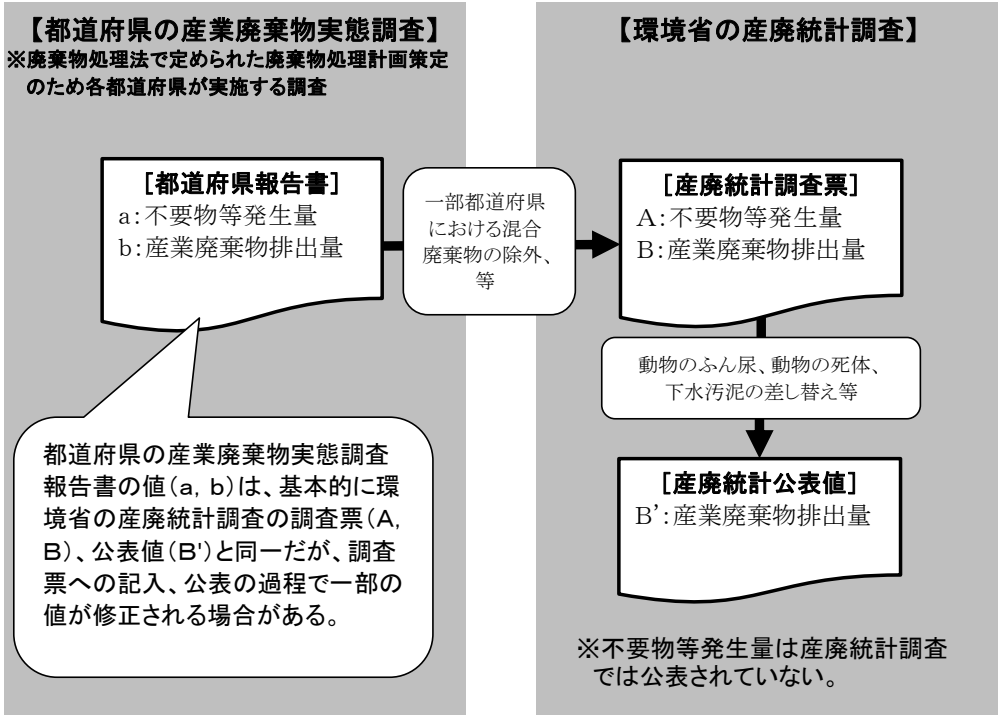 【都道府県の産業廃棄物実態調査】
※廃棄物処理法で定められた廃棄物処理計画策定
のため各都道府県が実施する調査
[都道府県報告書]
a:不要物等発生量
b:産業廃棄物排出量
一部都道府県
における混合
廃棄物の除外、
等
都道府県の産業廃棄物実態調査
報告書の値(a, b)は、基本的に環
境省の産廃統計調査の調査票(A,
B)、公表値(B')と同一だが、調査
票への記入、公表の過程で一部の
値が修正される場合がある。
【環境省の産廃統計調査】
[産廃統計調査票]
A:不要物等発生量
B:産業廃棄物排出量
動物のふん尿、動物の死体、
下水汚泥の差し替え等
[産廃統計公表値]
B’:産業廃棄物排出量
※不要物等発生量は産廃統計調査
では公表されていない。